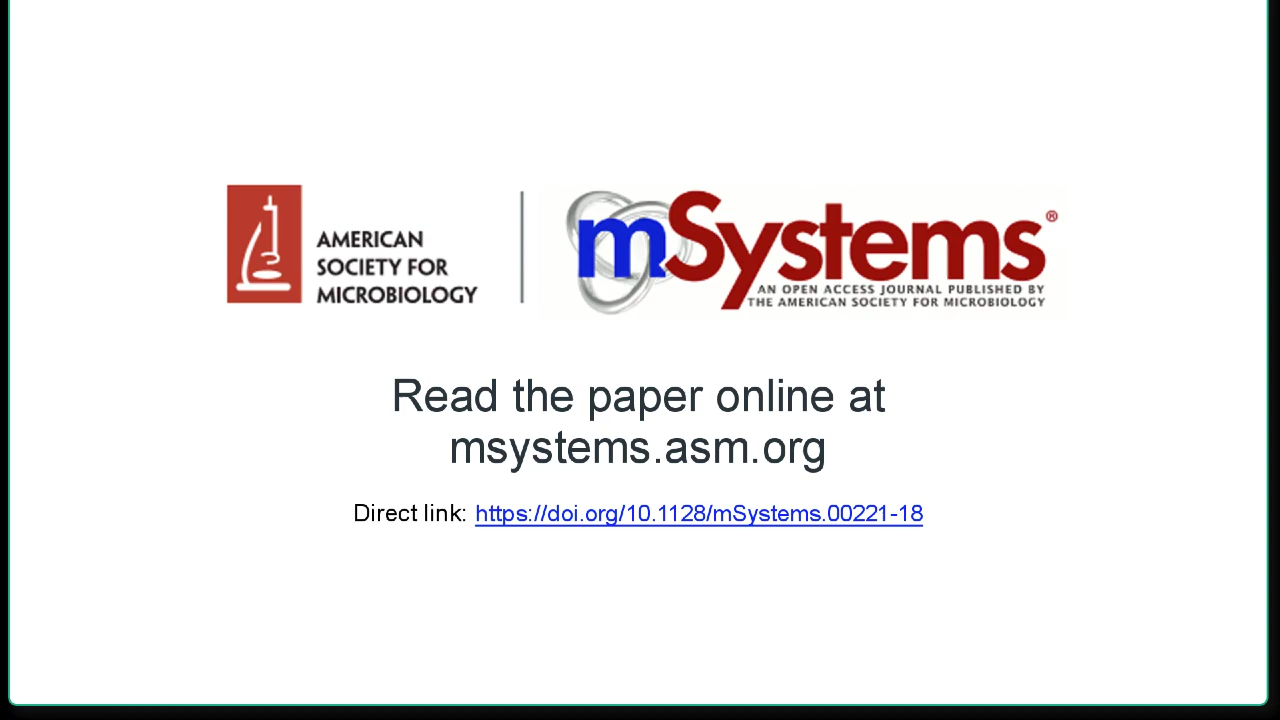 AMERICAN
SOCIETY FOR
MICROBIOLOGY
mSystems®
AN OPEN ACCESS JOURNAL PUBLISHED BY
THE AMERICAN SOCIETY FOR MICROBIOLOGY
Read the paper online at
msystems.asm.org
Direct link: https://doi.org/10.1128/mSystems.00221-18